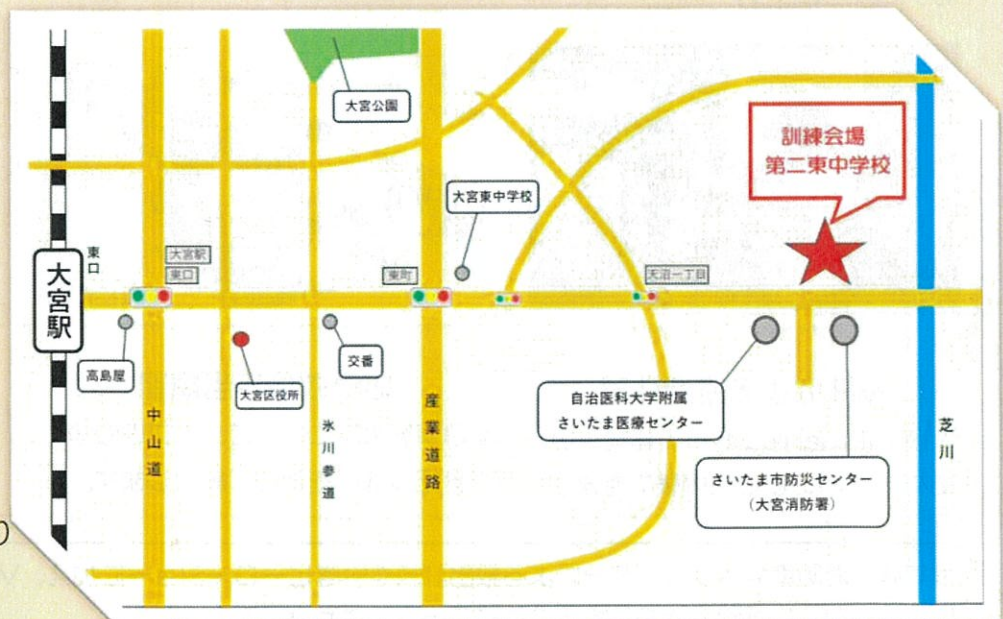 大宮公園
訓練会場
第二東中学校
大宮東中学校
東口
大宮駅
大宮駅
東口
東町
天沼一丁目
高島屋
大宮区役所
交番
自治医科大学附属
さいたま医療センター
さいたま市防災センター
(大宮消防署)
中山道
氷川参道
産業道路
芝川